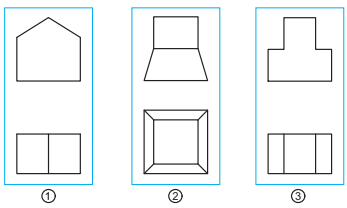 ① ② ③